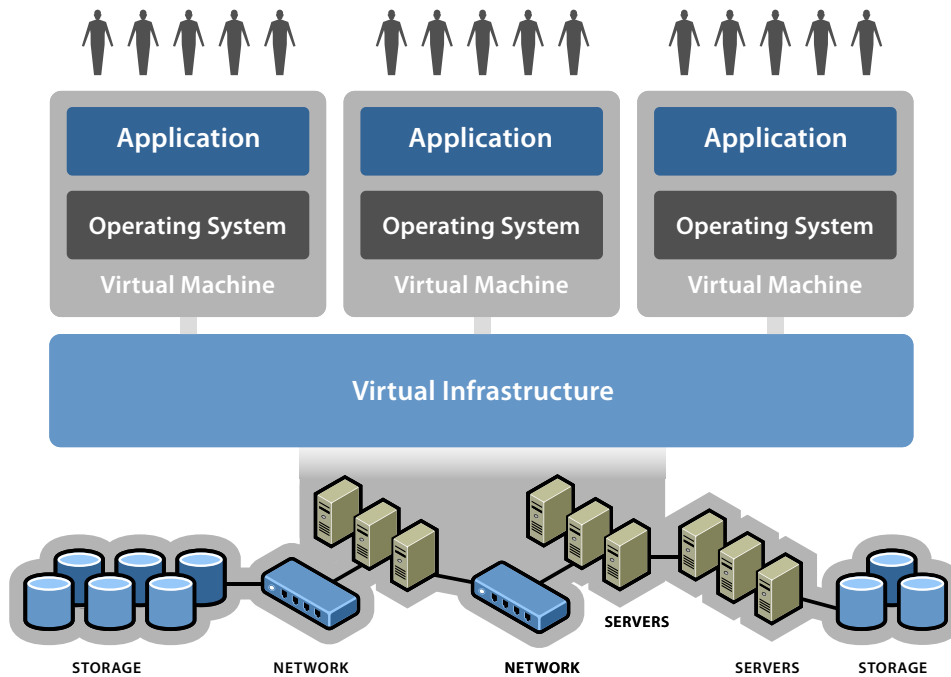 Application
Application
Application
Operating System
Operating System
Operating System
Virtual Machine
Virtual Machine
Virtual Machine
Virtual Infrastructure
SERVERS
STORAGE
NETWORK
NETWORK
SERVERS
STORAGE